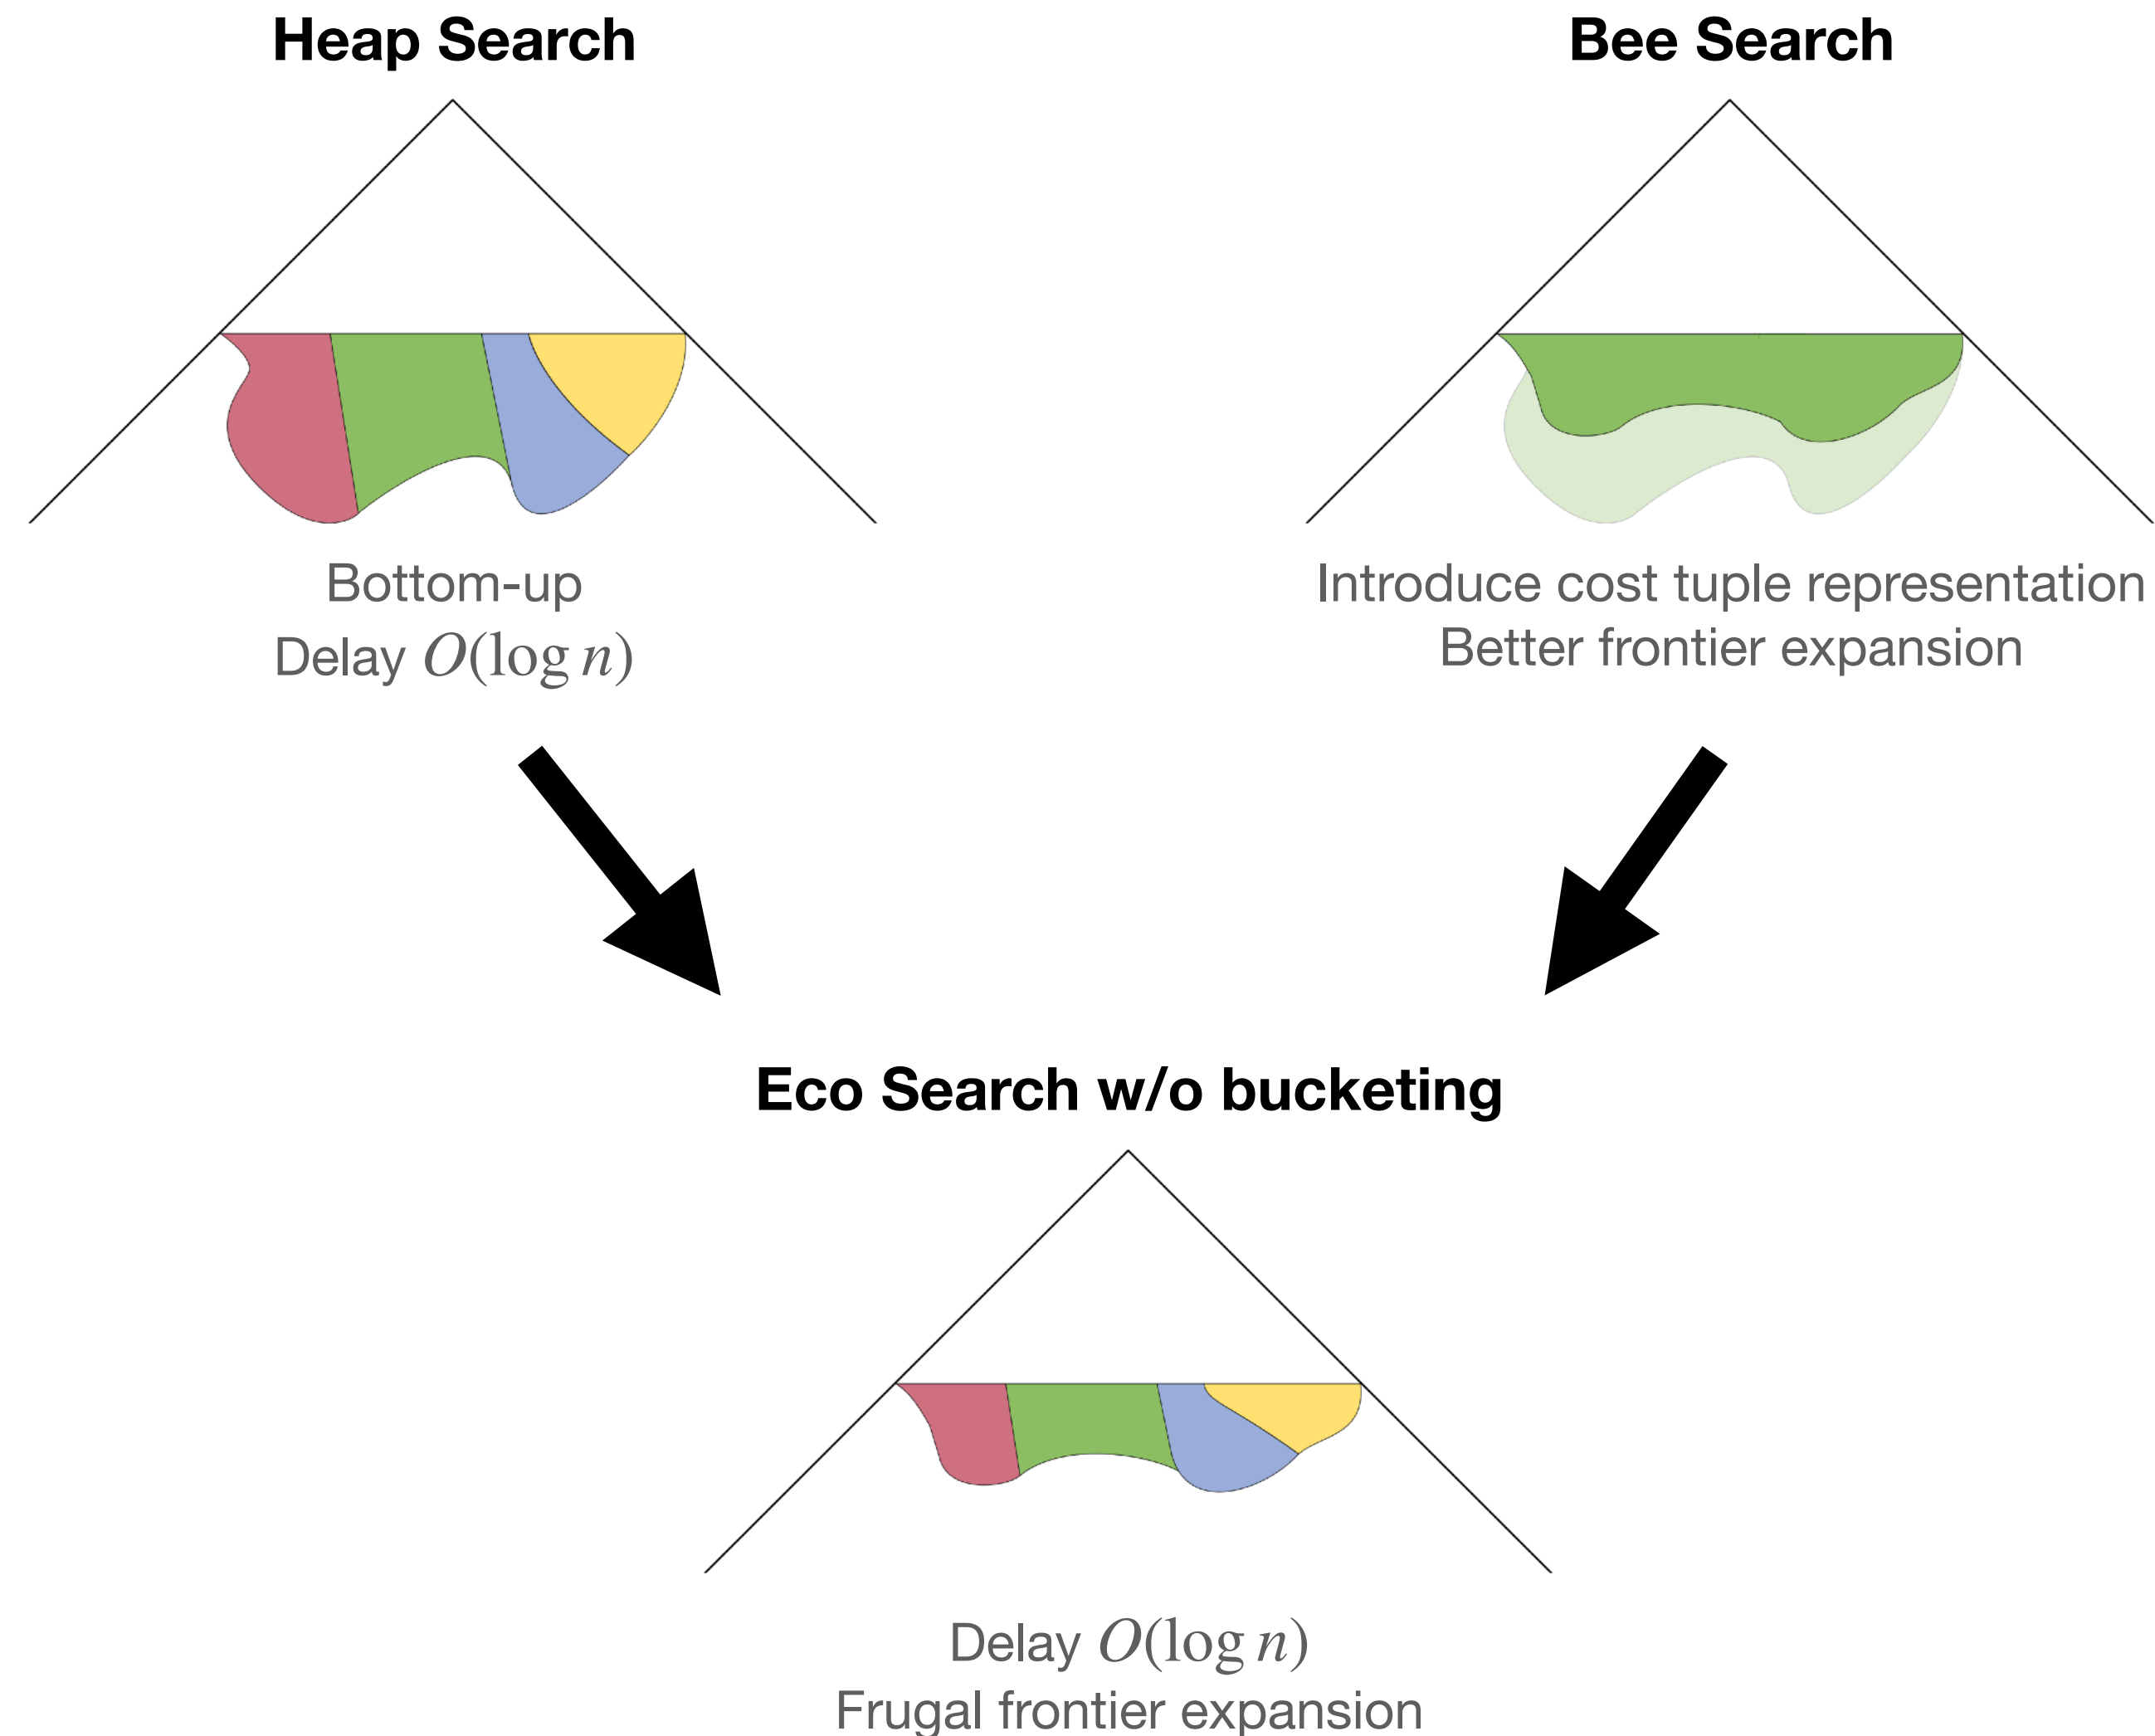 Heap Search
Bee Search
Bottom-up
Delay O(log n)
Introduce cost tuple representation
Better frontier expansion
Eco Search w/o bucketing
Delay O(log n)
Frugal frontier expansion